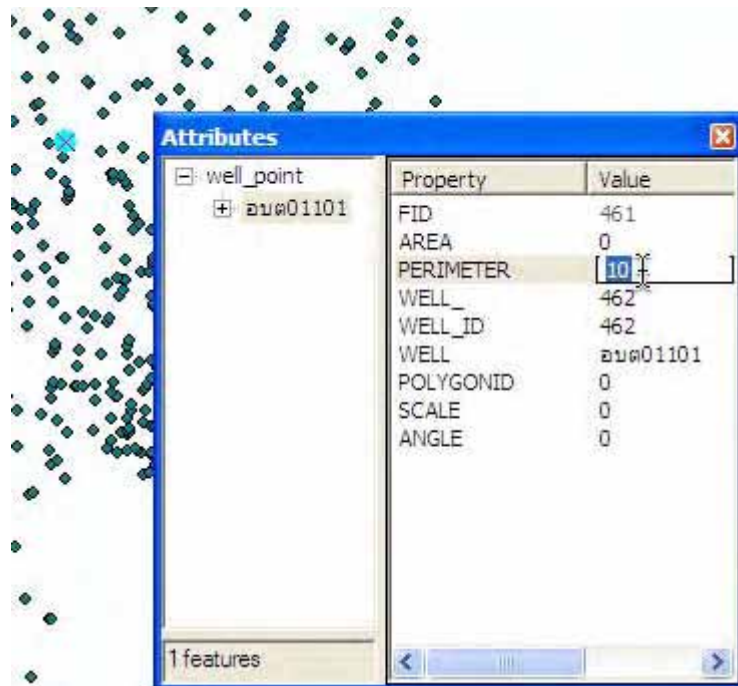 Attributes
well_point
อบต01101
1 features
Property Value
FID 461
AREA 0
PERIMETER 10
WELL_ 462
WELL_ID 462
WELL อบต01101
POLYGONID 0
SCALE 0
ANGLE 0